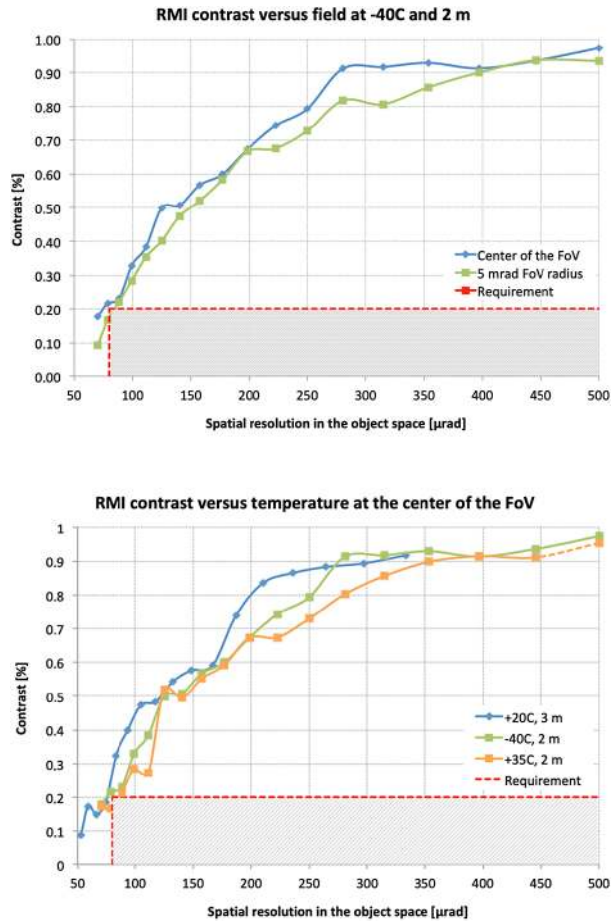 RMI contrast versus field at -40C and 2 m
1.00
0.90
0.80
0.70
0.60
0.50
0.40
0.30
0.20
0.10
0.00
Contrast [%]
Center of the FoV
5 mrad FoV radius
Requirement
50 100 150 200 250 300 350 400 450 500
Spatial resolution in the object space [µrad]
RMI contrast versus temperature at the center of the FoV
1
0.9
0.8
0.7
0.6
0.5
0.4
0.3
0.2
0.1
0
Contrast [%]
+20C, 3 m
-40C, 2 m
+35C, 2 m
Requirement
50 100 150 200 250 300 350 400 450 500
Spatial resolution in the object space [µrad]